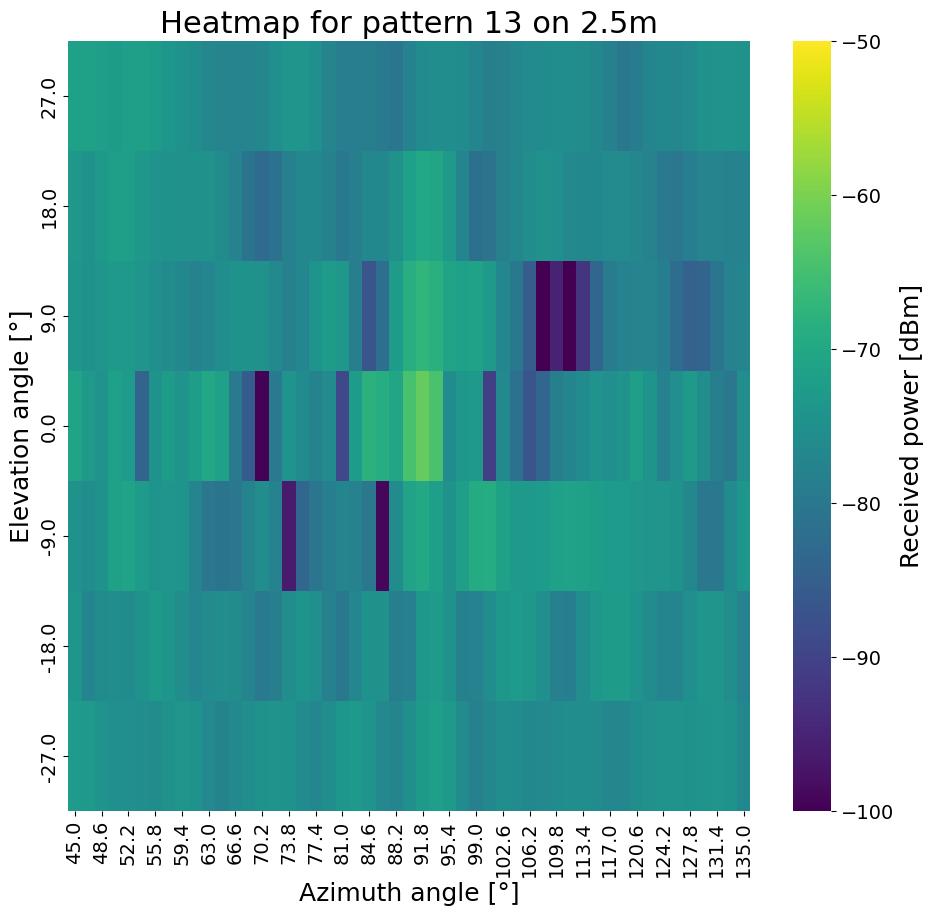 Heatmap for pattern 13 on 2.5m
Elevation angle [°]
27.0
18.0
9.0
0.0
-9.0
-18.0
-27.0
45.0 48.6 52.2 55.8 59.4 63.0 66.6 70.2 73.8 77.4 81.0 84.6 88.2 91.8 95.4 99.0 102.6 106.2 109.8 113.4 117.0 120.6 124.2 127.8 131.4 135.0
Azimuth angle [°]
−50
−60
−70
−80
−90
−100
Received power [dBm]